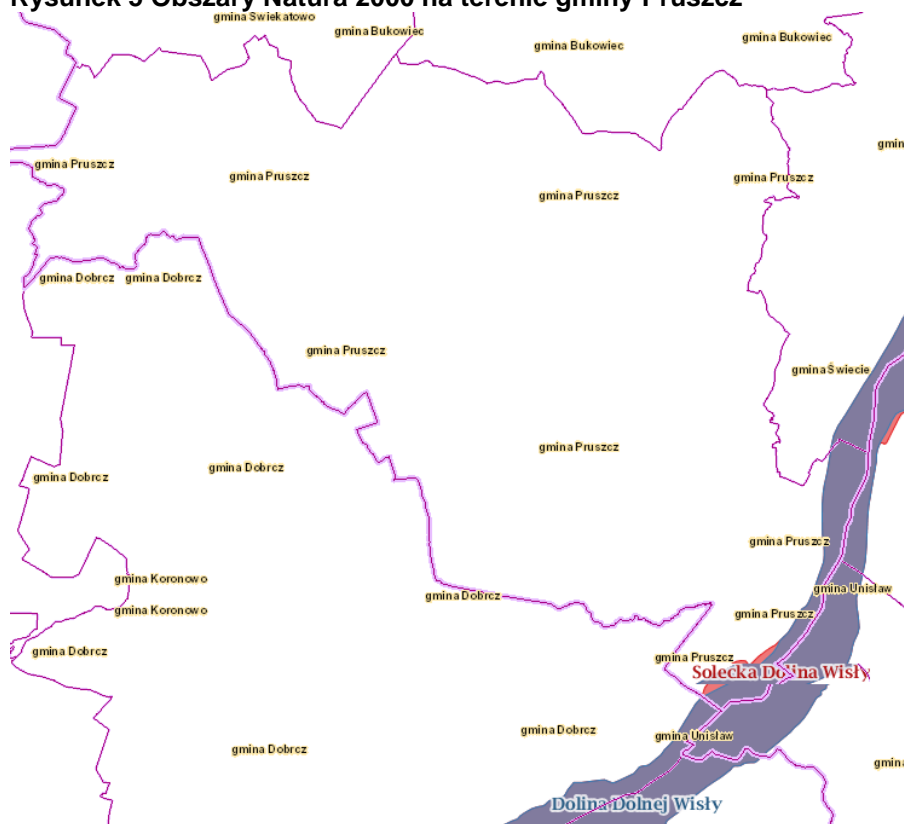 Rysunek 5 Obszary Natura 2000 na terenie gminy Pruszcz
gmina Świekatowo
gmina Bukowiec
gmina Bukowiec
gmina Bukowiec
gmina Pruszcz
gmina Pruszcz
gmina Pruszcz
gmina Pruszcz
gmin
gmina Dobrcz
gmina Dobrcz
gmina Pruszcz
gmina Świecie
gmina Pruszcz
gmina Dobrcz
gmina Dobrcz
gmina Pruszcz
gmina Koronowo
gmina Dobrcz
gmina Unisław
gmina Koronowo
gmina Pruszcz
gmina Dobrcz
gmina Pruszcz
Solecka Dolina Wisły
gmina Dobrcz
gmina Dobrcz
gmina Unisław
gmina
Dolina Dolnej Wisły